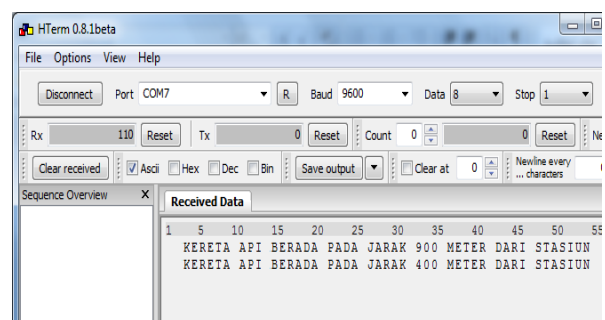 HTerm 0.8.1beta
File Options View Help
Disconnect Port COM7 R Baud 9600 Data 8 Stop 1
Rx 110 Reset Tx 0 Reset Count 0 0 Reset
Clear received Ascii Hex Dec Bin Save output Clear at 0 Newline every
... characters
Sequence Overview X Received Data
1 5 10 15 20 25 30 35 40 45 50 55
KERETA API BERADA PADA JARAK 900 METER DARI STASIUN
KERETA API BERADA PADA JARAK 400 METER DARI STASIUN